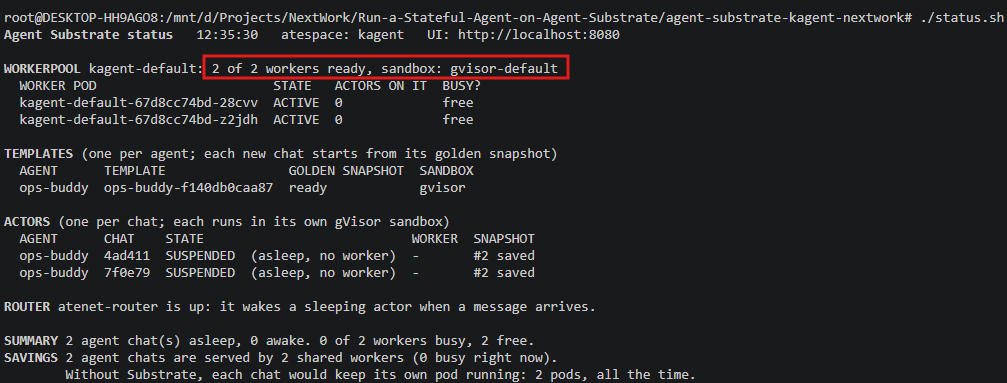 root@DESKTOP-HH9AGO8:/mnt/d/Projects/NextWork/Run-a-Stateful-Agent-on-Agent-Substrate/agent-substrate-kagent-nextwork# ./status.sh
Agent Substrate status   12:35:30   atespace: kagent   UI: http://localhost:8080
WORKERPOOL kagent-default: 2 of 2 workers ready, sandbox: gvisor-default
WORKER POD                       STATE   ACTORS ON IT  BUSY?
kagent-default-67d8cc74bd-28cvv  ACTIVE  0             free
kagent-default-67d8cc74bd-z2jdh  ACTIVE  0             free
TEMPLATES (one per agent; each new chat starts from its golden snapshot)
AGENT      TEMPLATE                GOLDEN SNAPSHOT  SANDBOX
ops-buddy  ops-buddy-f140db0caa87  ready            gvisor
ACTORS (one per chat; each runs in its own gVisor sandbox)
AGENT      CHAT    STATE                          WORKER  SNAPSHOT
ops-buddy  4ad411  SUSPENDED  (asleep, no worker)  -       #2 saved
ops-buddy  7f0e79  SUSPENDED  (asleep, no worker)  -       #2 saved
ROUTER atenet-router is up: it wakes a sleeping actor when a message arrives.
SUMMARY 2 agent chat(s) asleep, 0 awake. 0 of 2 workers busy, 2 free.
SAVINGS 2 agent chats are served by 2 shared workers (0 busy right now).
Without Substrate, each chat would keep its own pod running: 2 pods, all the time.